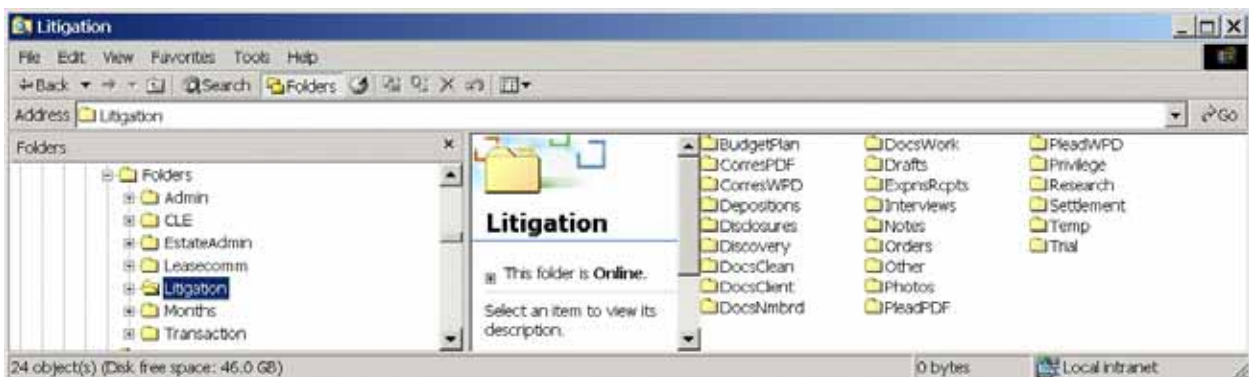 Litigation
File Edit View Favorites Tools Help
Back Search Folders
Address Litigation Go
Folders
Folders
Admin
CLE
EstateAdmin
Leasecomm
Litigation
Months
Transaction
Litigation
This folder is Online.
Select an item to view its
description.
BudgetPlan
CorresPDF
CorresWPD
Depositions
Disclosures
Discovery
DocsClean
DocsClient
DocsNmbrd
DocsWork
Drafts
ExpnsRcpts
Interviews
Notes
Orders
Other
Photos
PleadPDF
PleadWPD
Privilege
Research
Settlement
Temp
Trial
24 object(s) (Disk free space: 46.0 GB) 0 bytes Local intranet